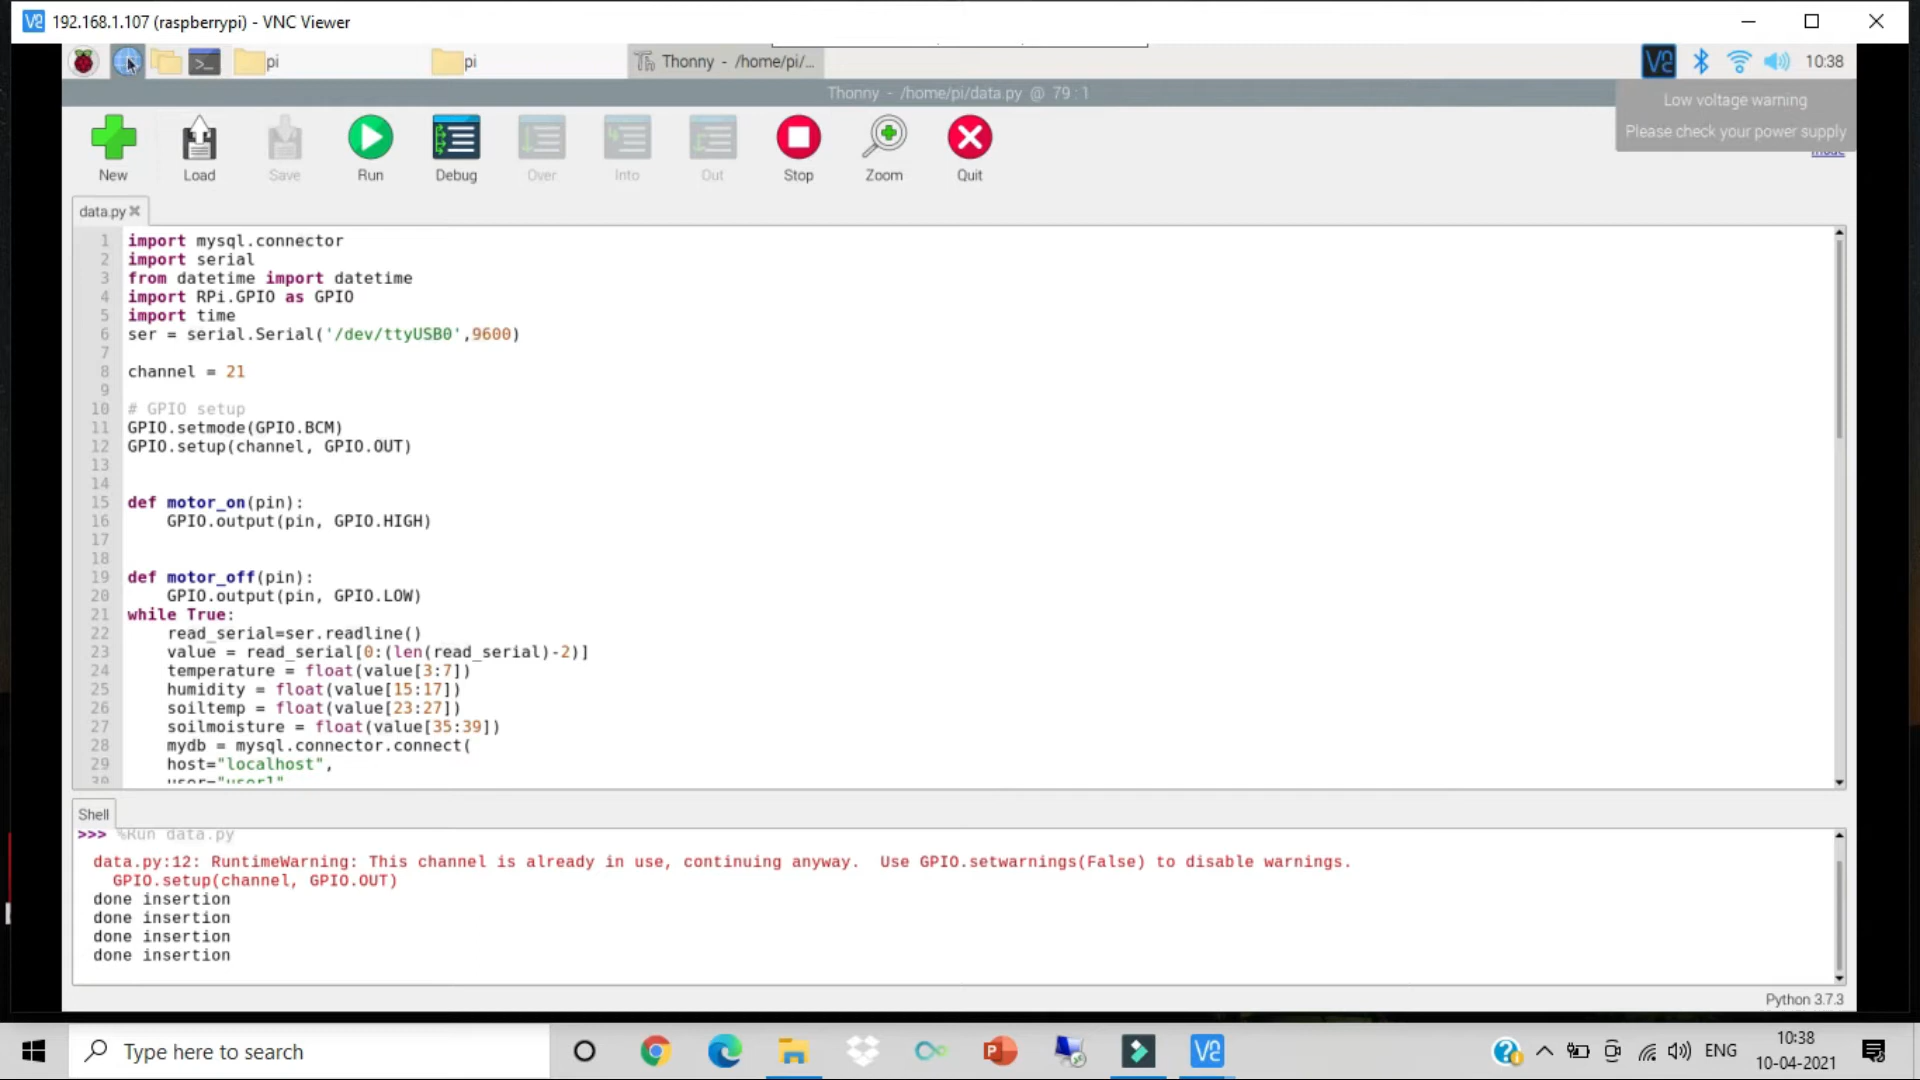 192.168.1.107 (raspberrypi) - VNC Viewer
pi
pi
Thonny - /home/pi/...
10:38
Thonny - /home/pi/data.py @ 79 : 1
Low voltage warning
Please check your power supply
New
Load
Save
Run
Debug
Over
Into
Out
Stop
Zoom
Quit
data.py
1 import mysql.connector
2 import serial
3 from datetime import datetime
4 import RPi.GPIO as GPIO
5 import time
6 ser = serial.Serial('/dev/ttyUSB0',9600)
7
8 channel = 21
9
10 # GPIO setup
11 GPIO.setmode(GPIO.BCM)
12 GPIO.setup(channel, GPIO.OUT)
13
14
15 def motor_on(pin):
16     GPIO.output(pin, GPIO.HIGH)
17
18
19 def motor_off(pin):
20     GPIO.output(pin, GPIO.LOW)
21 while True:
22     read_serial=ser.readline()
23     value = read_serial[0:(len(read_serial)-2)]
24     temperature = float(value[3:7])
25     humidity = float(value[15:17])
26     soiltemp = float(value[23:27])
27     soilmoisture = float(value[35:39])
28     mydb = mysql.connector.connect(
29     host="localhost",
30     user="user1"
Shell
>>> %Run data.py
data.py:12: RuntimeWarning: This channel is already in use, continuing anyway.  Use GPIO.setwarnings(False) to disable warnings.
GPIO.setup(channel, GPIO.OUT)
done insertion
done insertion
done insertion
done insertion
Python 3.7.3
Type here to search
ENG
10:38
10-04-2021